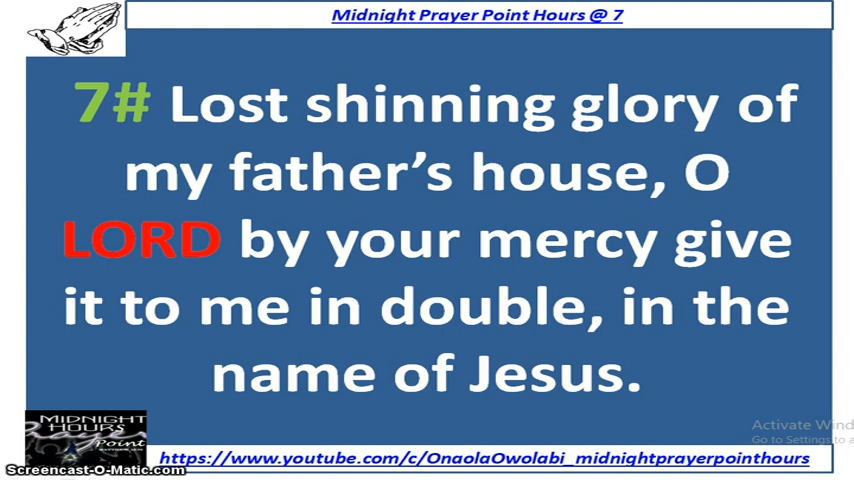 Midnight Prayer Point Hours @ 7
7# Lost shinning glory of
my father’s house, O
LORD by your mercy give
it to me in double, in the
name of Jesus.
MIDNIGHT
HOURS
Prayer
Point
Activate Wind
Go to Settings to a
https://www.youtube.com/c/OnaolaOwolabi_midnightprayerpointhours
Screencast-O-Matic.com